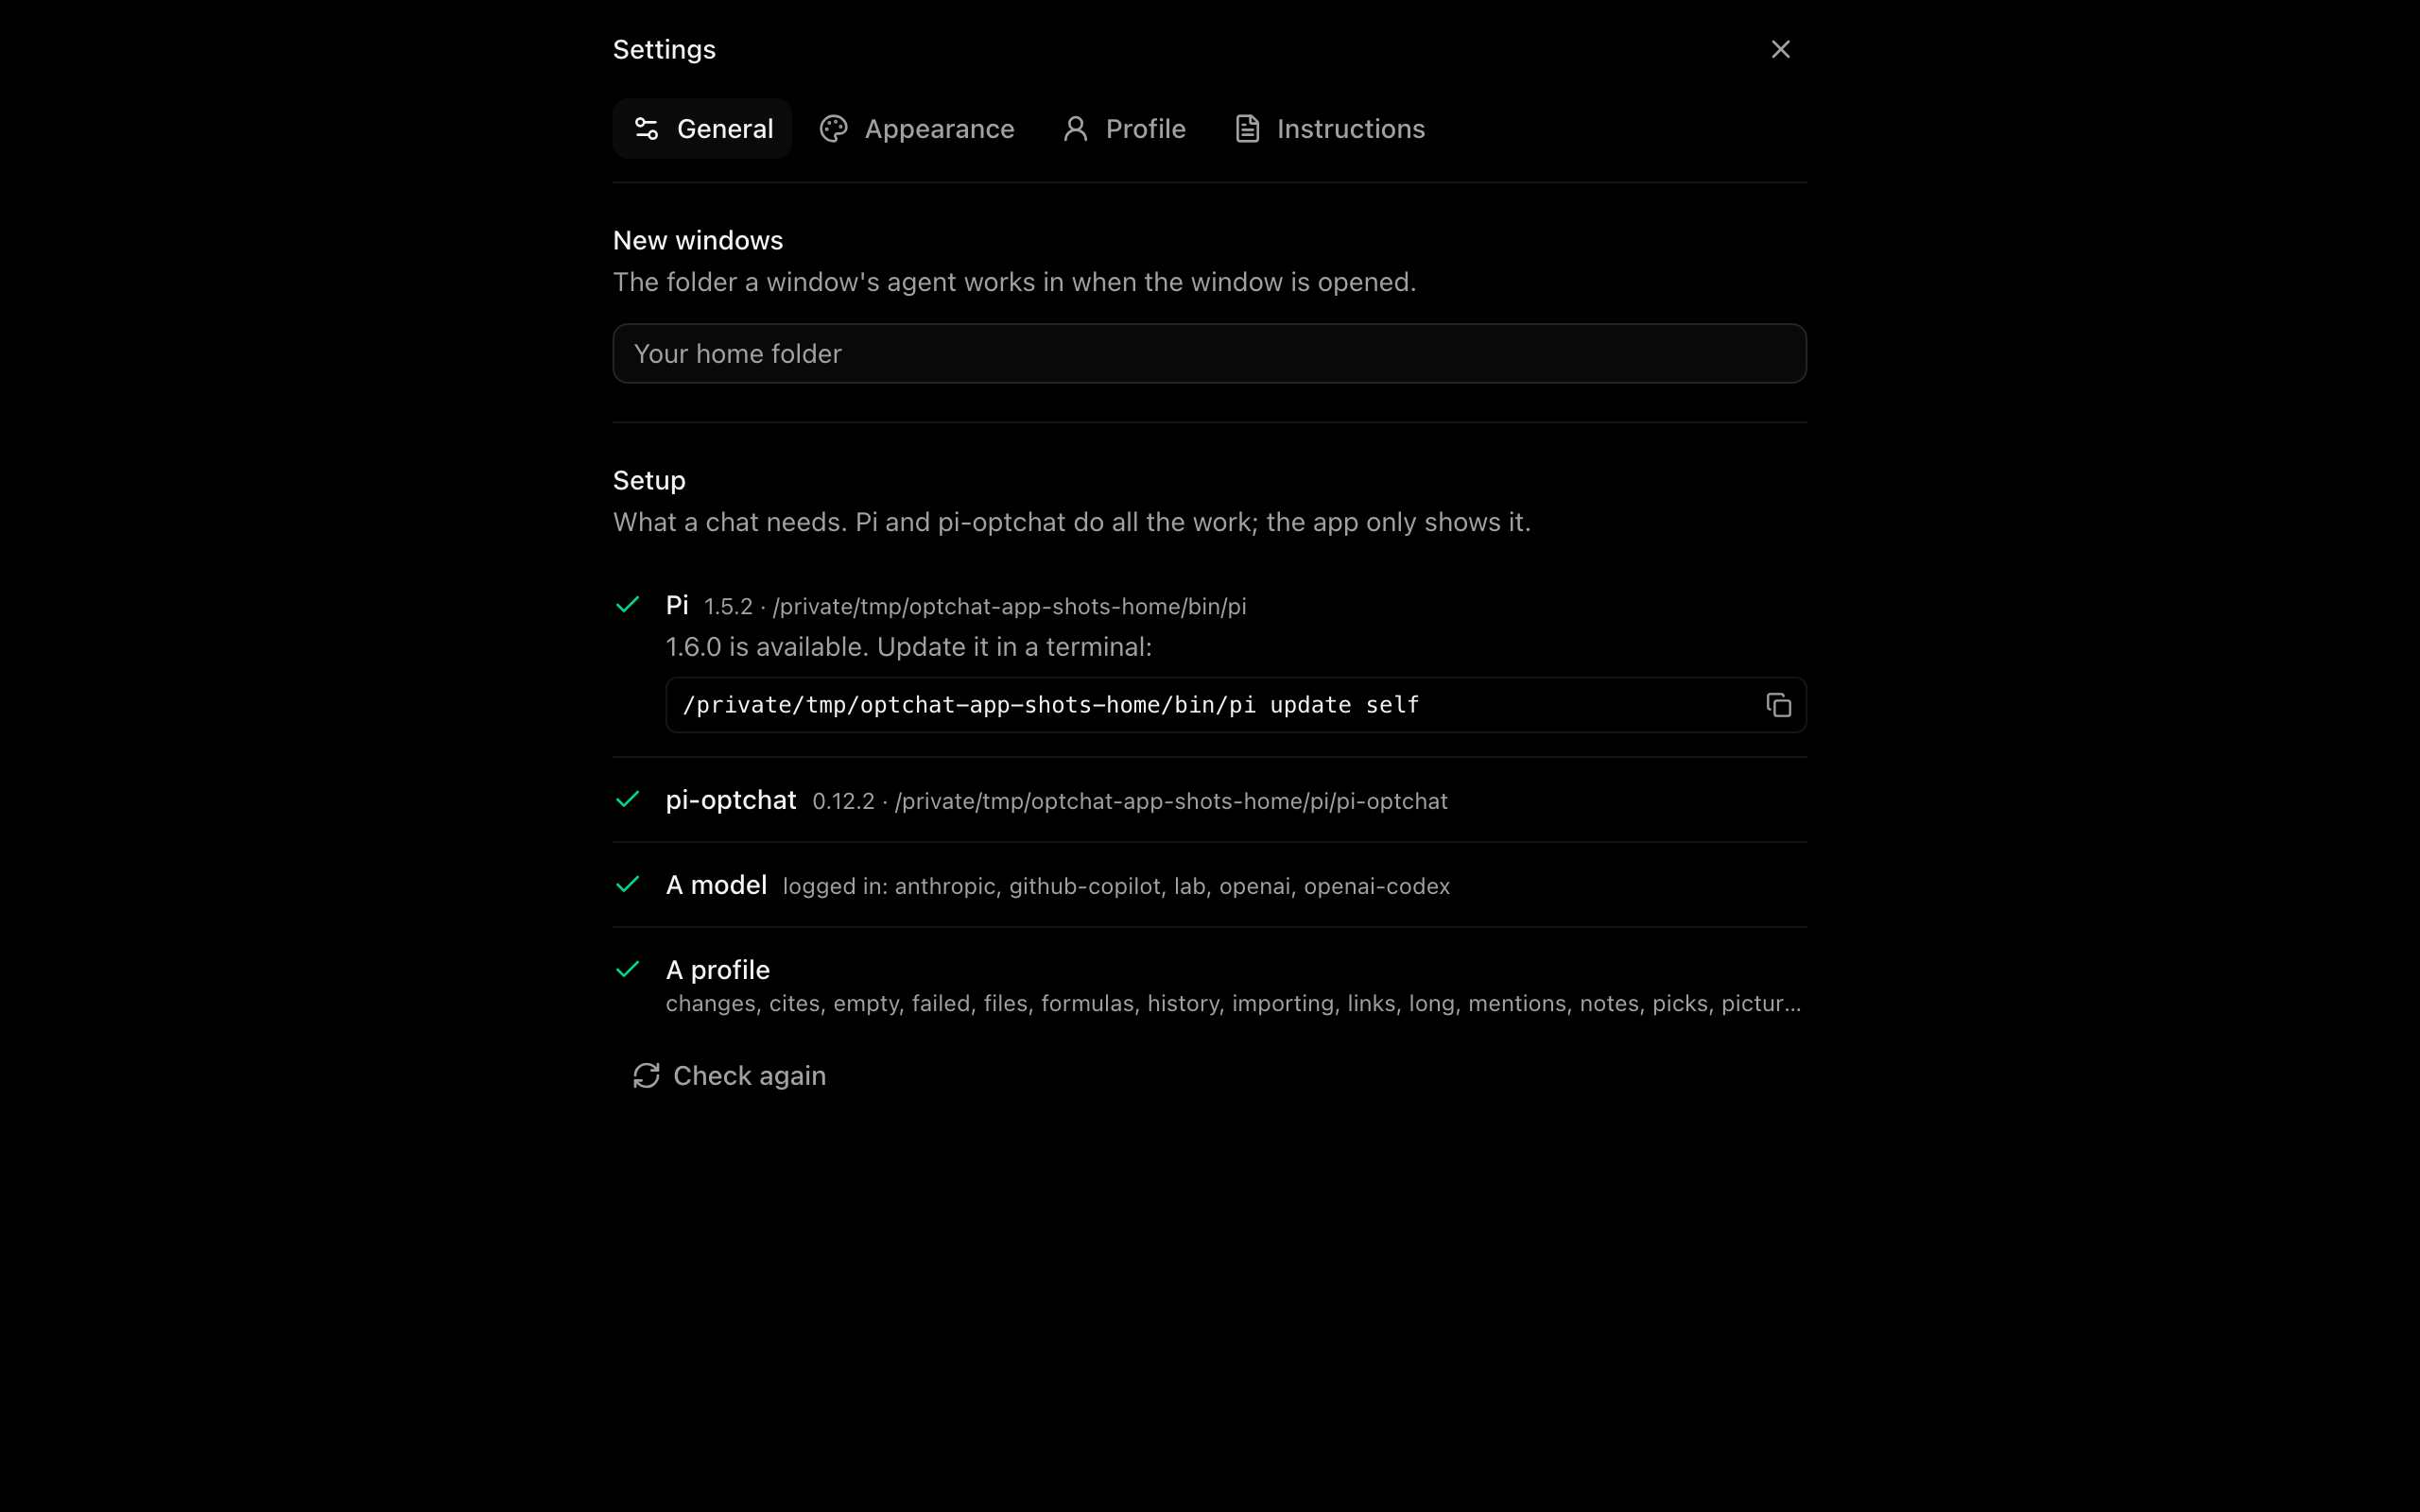 Settings
General Appearance Profile Instructions
New windows
The folder a window's agent works in when the window is opened.
Your home folder
Setup
What a chat needs. Pi and pi-optchat do all the work; the app only shows it.
Pi 1.5.2 · /private/tmp/optchat-app-shots-home/bin/pi
1.6.0 is available. Update it in a terminal:
/private/tmp/optchat-app-shots-home/bin/pi update self
pi-optchat 0.12.2 · /private/tmp/optchat-app-shots-home/pi/pi-optchat
A model logged in: anthropic, github-copilot, lab, openai, openai-codex
A profile
changes, cites, empty, failed, files, formulas, history, importing, links, long, mentions, notes, picks, pictur...
Check again